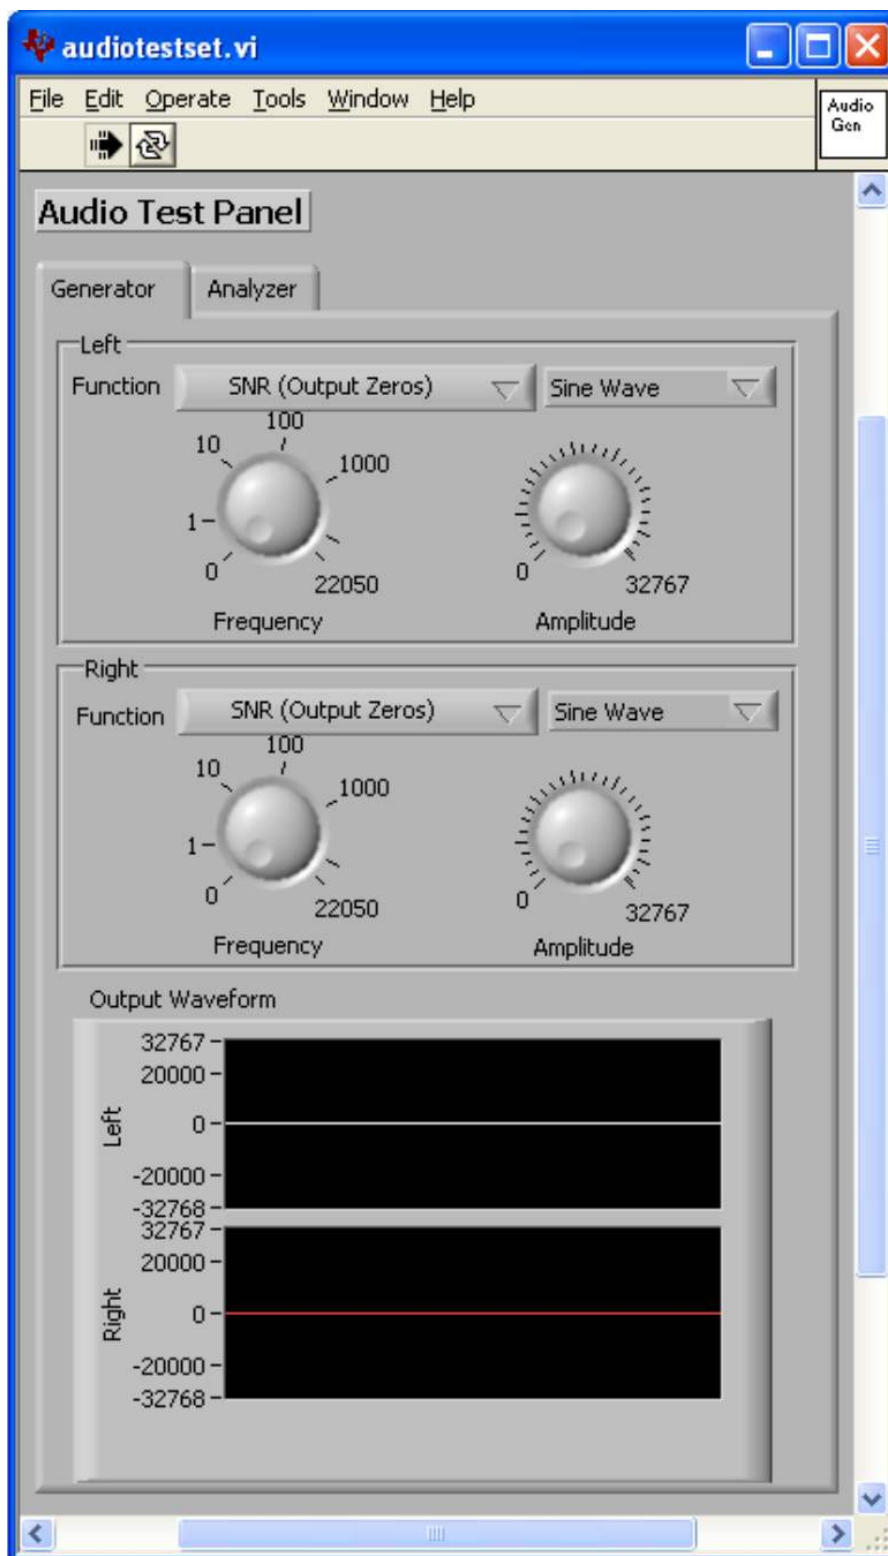 audiotestset.vi
File Edit Operate Tools Window Help
Audio
Gen
Audio Test Panel
Generator Analyzer
Left
Function SNR (Output Zeros) Sine Wave
100
10 1000
1
0 22050 0 32767
Frequency Amplitude
Right
Function SNR (Output Zeros) Sine Wave
100
10 1000
1
0 22050 0 32767
Frequency Amplitude
Output Waveform
32767
20000
Left 0
-20000
-32768
32767
20000
Right 0
-20000
-32768